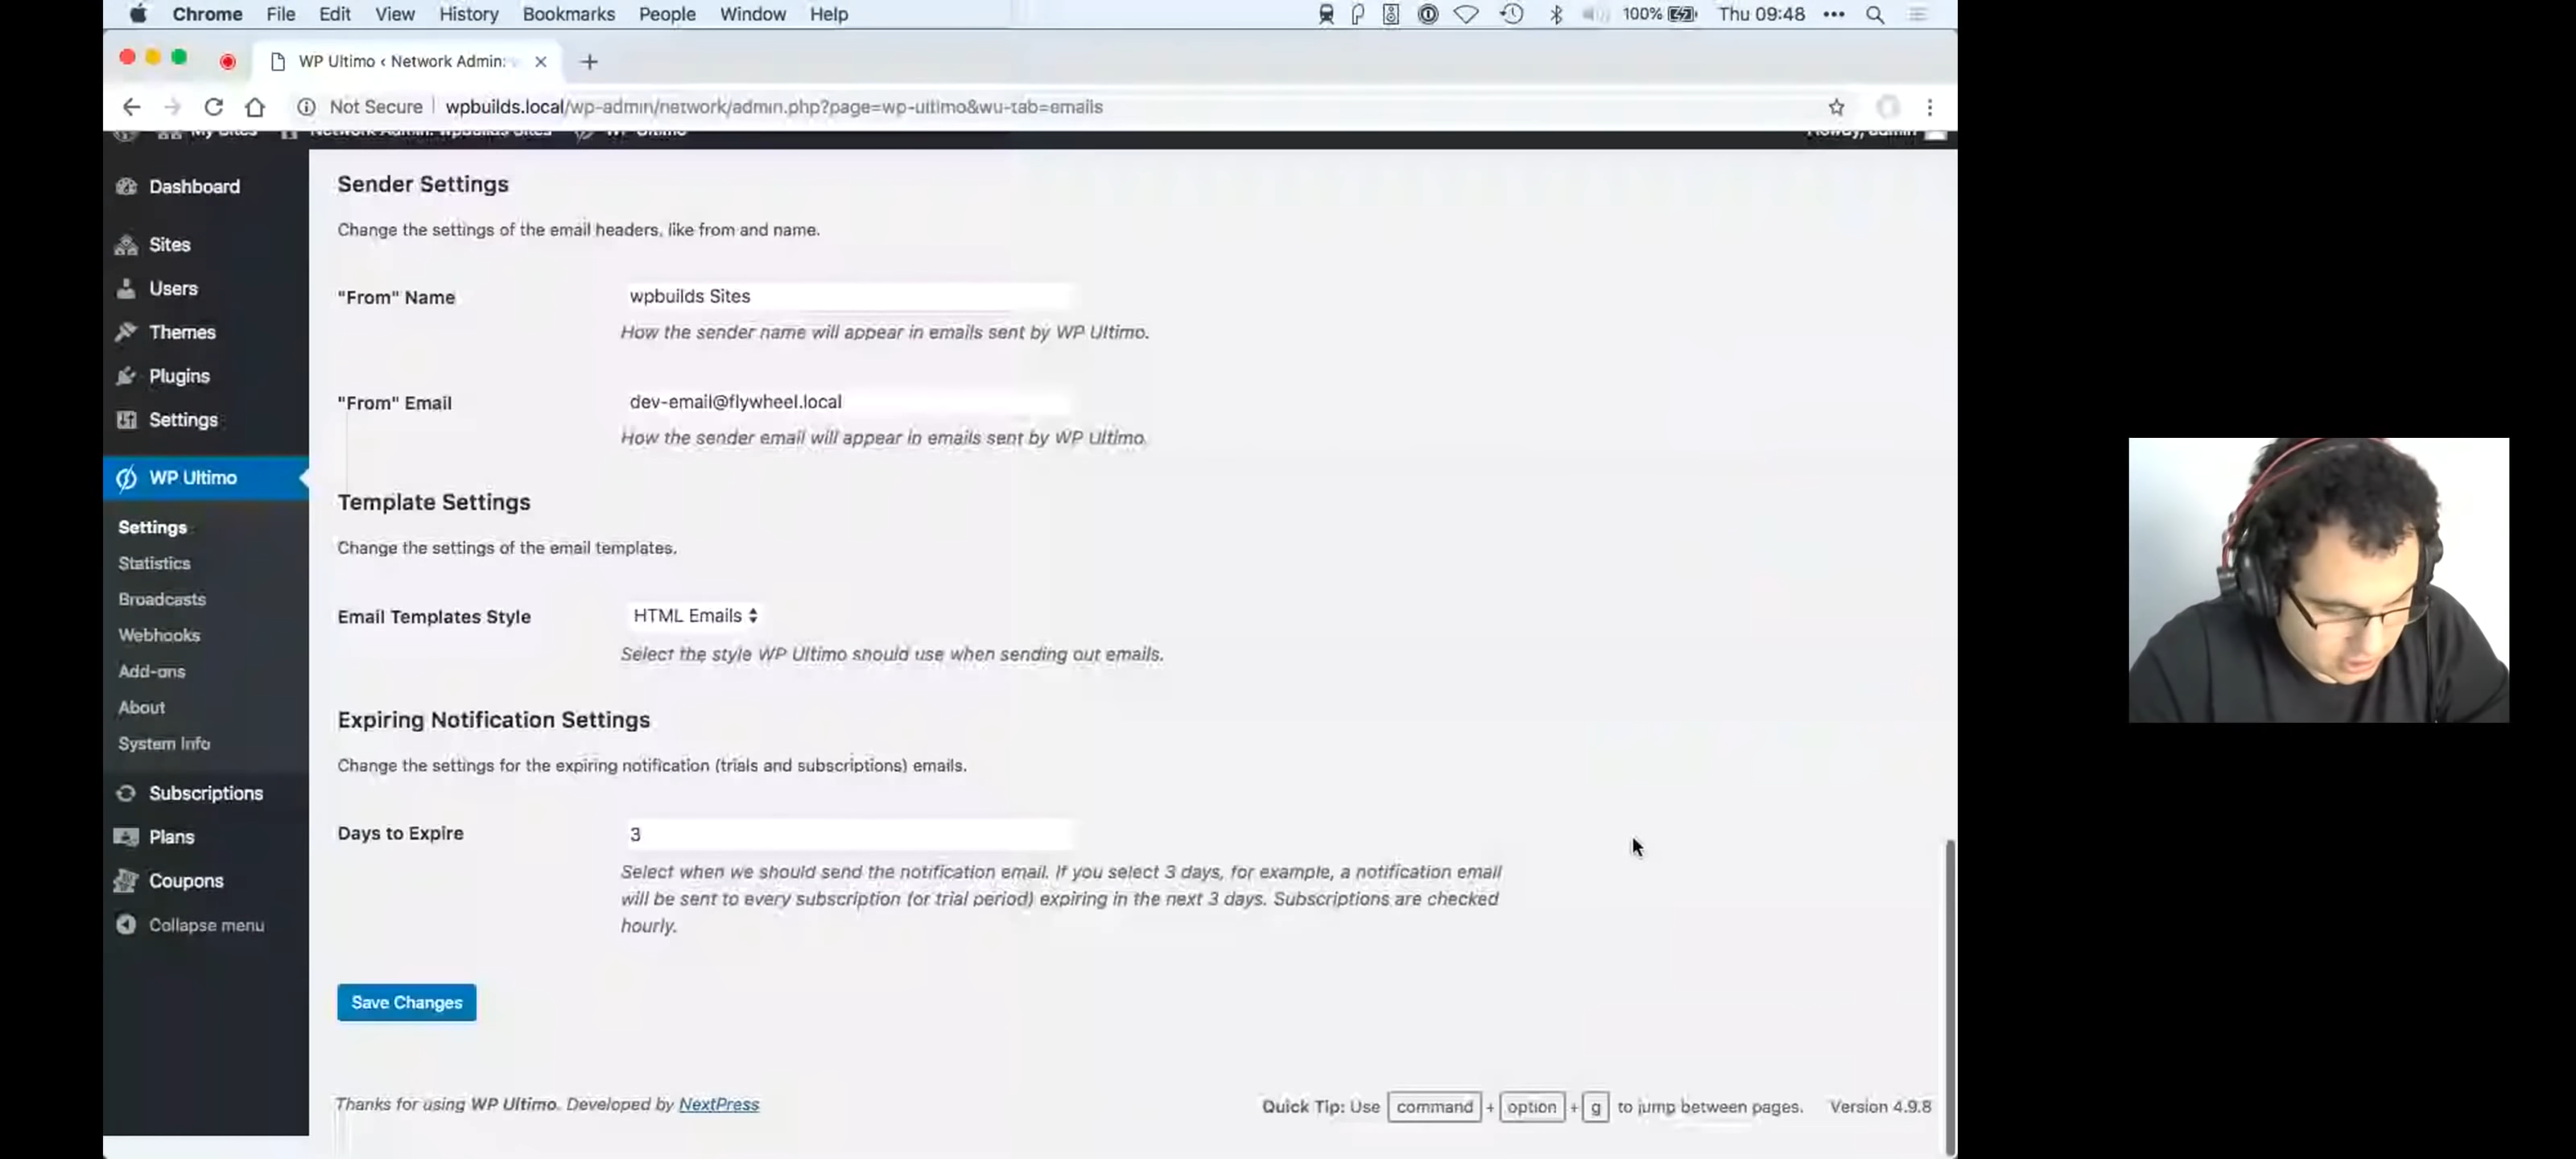 Chrome File Edit View History Bookmarks People Window Help 100% Thu 09:48
WP Ultimo ‹ Network Admin:
Not Secure wpbuilds.local/wp-admin/network/admin.php?page=wp-ultimo&wu-tab=emails
My Sites Network Admin: wpbuilds Sites WP Ultimo Howdy, admin
Dashboard
Sites
Users
Themes
Plugins
Settings
WP Ultimo
Settings
Statistics
Broadcasts
Webhooks
Add-ons
About
System Info
Subscriptions
Plans
Coupons
Collapse menu
Sender Settings
Change the settings of the email headers, like from and name.
"From" Name wpbuilds Sites
How the sender name will appear in emails sent by WP Ultimo.
"From" Email dev-email@flywheel.local
How the sender email will appear in emails sent by WP Ultimo.
Template Settings
Change the settings of the email templates.
Email Templates Style HTML Emails
Select the style WP Ultimo should use when sending out emails.
Expiring Notification Settings
Change the settings for the expiring notification (trials and subscriptions) emails.
Days to Expire 3
Select when we should send the notification email. If you select 3 days, for example, a notification email
will be sent to every subscription (or trial period) expiring in the next 3 days. Subscriptions are checked
hourly.
Save Changes
Thanks for using WP Ultimo. Developed by NextPress
Quick Tip: Use command + option + g to jump between pages. Version 4.9.8